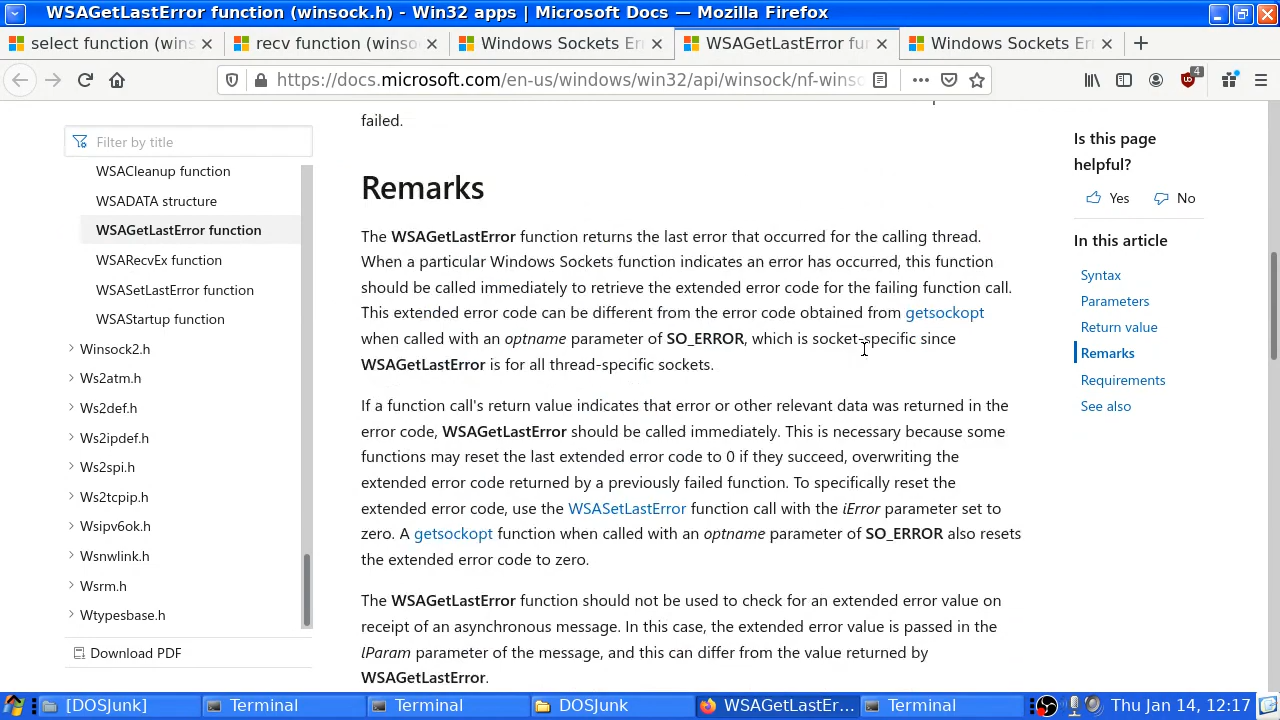 WSAGetLastError function (winsock.h) - Win32 apps | Microsoft Docs — Mozilla Firefox
select function (wins
recv function (winso
Windows Sockets Er
WSAGetLastError fu
Windows Sockets Er
https://docs.microsoft.com/en-us/windows/win32/api/winsock/nf-winso
4
failed.
Filter by title
WSACleanup function
WSADATA structure
WSAGetLastError function
WSARecvEx function
WSASetLastError function
WSAStartup function
Winsock2.h
Ws2atm.h
Ws2def.h
Ws2ipdef.h
Ws2spi.h
Ws2tcpip.h
Wsipv6ok.h
Wsnwlink.h
Wsrm.h
Wtypesbase.h
Download PDF
Remarks
The WSAGetLastError function returns the last error that occurred for the calling thread.
When a particular Windows Sockets function indicates an error has occurred, this function
should be called immediately to retrieve the extended error code for the failing function call.
This extended error code can be different from the error code obtained from getsockopt
when called with an optname parameter of SO_ERROR, which is socket-specific since
WSAGetLastError is for all thread-specific sockets.
If a function call's return value indicates that error or other relevant data was returned in the
error code, WSAGetLastError should be called immediately. This is necessary because some
functions may reset the last extended error code to 0 if they succeed, overwriting the
extended error code returned by a previously failed function. To specifically reset the
extended error code, use the WSASetLastError function call with the iError parameter set to
zero. A getsockopt function when called with an optname parameter of SO_ERROR also resets
the extended error code to zero.
The WSAGetLastError function should not be used to check for an extended error value on
receipt of an asynchronous message. In this case, the extended error value is passed in the
lParam parameter of the message, and this can differ from the value returned by
WSAGetLastError.
Is this page
helpful?
Yes
No
In this article
Syntax
Parameters
Return value
Remarks
Requirements
See also
[DOSJunk]
Terminal
Terminal
DOSJunk
WSAGetLastEr...
Terminal
Thu Jan 14, 12:17